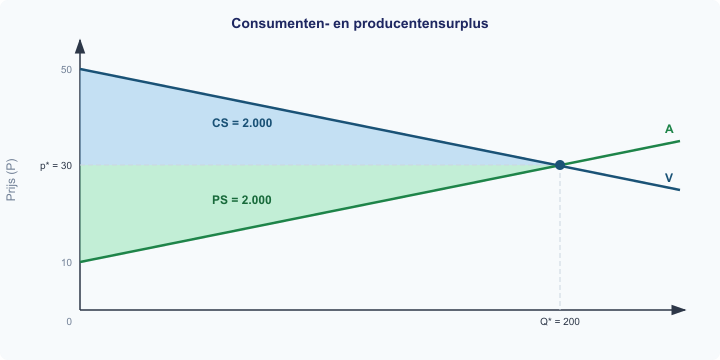 Consumenten- en producentensurplus
50
CS = 2.000
A
Prijs (P)
p* = 30
V
PS = 2.000
10
0
Q* = 200